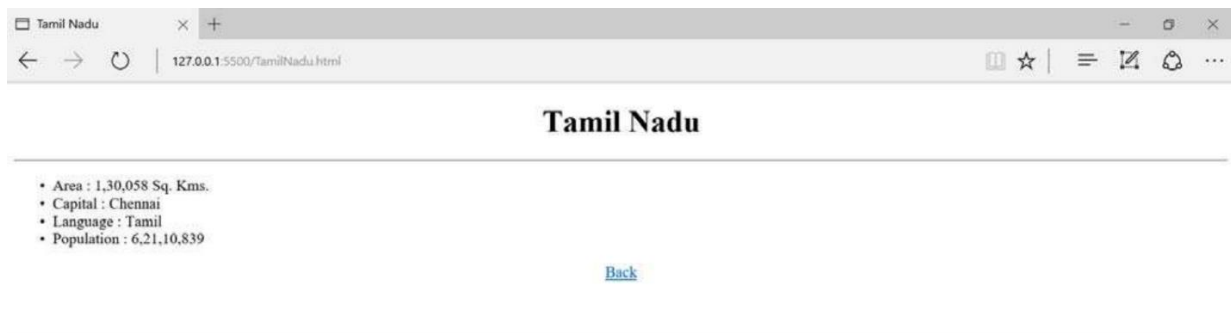 Tamil Nadu
127.0.0.1:5500/TamilNadu.html
Tamil Nadu
• Area : 1,30,058 Sq. Kms.
• Capital : Chennai
• Language : Tamil
• Population : 6,21,10,839
Back